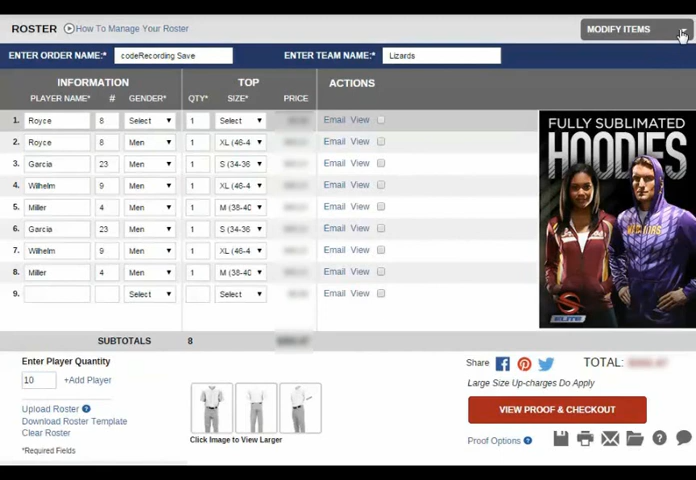 ROSTER How To Manage Your Roster MODIFY ITEMS
ENTER ORDER NAME:* codeRecording Save ENTER TEAM NAME:* Lizards
INFORMATION TOP ACTIONS
PLAYER NAME* # GENDER:* QTY* SIZE:* PRICE
1. Royce 8 Select 1 Select Email View
2. Royce 8 Men 1 XL (46-4 Email View
3. Garcia 23 Men 1 S (34-36 Email View
4. Wilhelm 9 Men 1 XL (46-4 Email View
5. Miller 4 Men 1 M (38-40 Email View
6. Garcia 23 Men 1 S (34-36 Email View
7. Wilhelm 9 Men 1 XL (46-4 Email View
8. Miller 4 Men 1 M (38-40 Email View
9. Select Select Email View
FULLY SUBLIMATED
HOODIES
WARRIORS
ELITE
SUBTOTALS 8
Enter Player Quantity
10 +Add Player
Upload Roster ?
Download Roster Template
Clear Roster
*Required Fields
Click Image to View Larger
Share TOTAL:
Large Size Up-charges Do Apply
VIEW PROOF & CHECKOUT
Proof Options ? ?